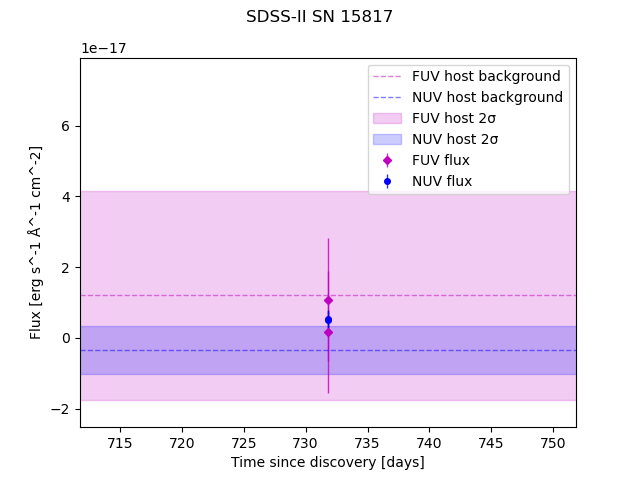 SDSS-II SN 15817
1e−17
FUV host background
NUV host background
FUV host 2σ
NUV host 2σ
FUV flux
NUV flux
6
4
2
0
−2
Flux [erg s^-1 Å^-1 cm^-2]
715 720 725 730 735 740 745 750
Time since discovery [days]